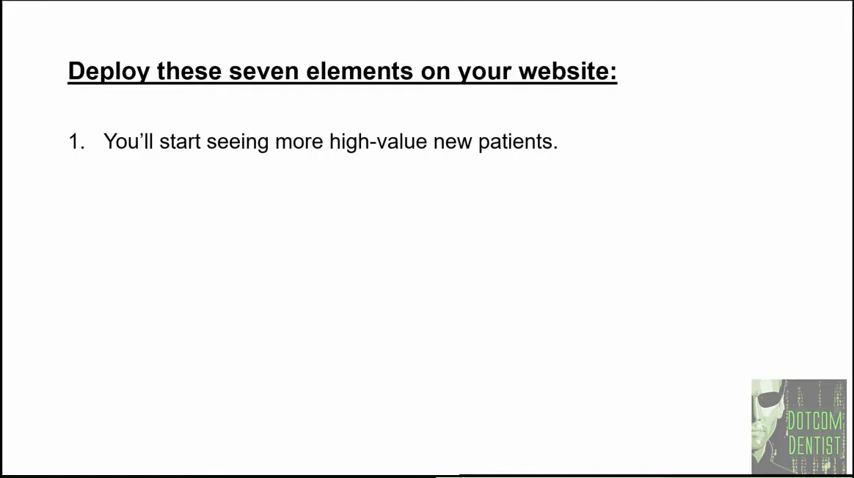 Deploy these seven elements on your website:
1. You’ll start seeing more high-value new patients.
DOTCOM
DENTIST